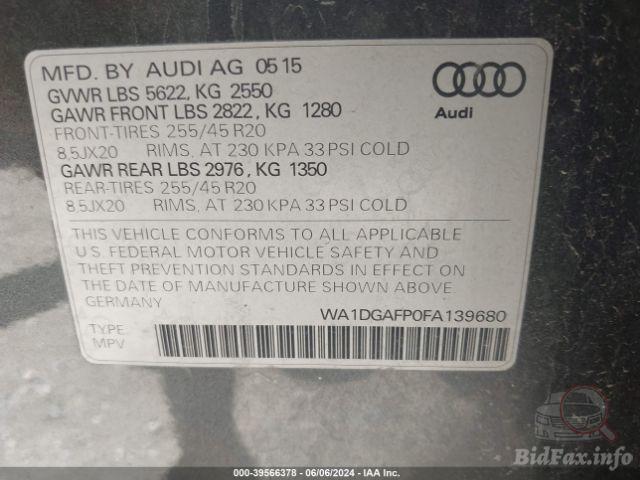 MFD. BY AUDI AG 05 15
GVWR LBS 5622, KG 2550
GAWR FRONT LBS 2822, KG 1280
FRONT-TIRES 255/45 R20
8,5JX20 RIMS, AT 230 KPA 33 PSI COLD
GAWR REAR LBS 2976, KG 1350
REAR-TIRES 255/45 R20
8,5JX20 RIMS, AT 230 KPA 33 PSI COLD
Audi
THIS VEHICLE CONFORMS TO ALL APPLICABLE
U.S. FEDERAL MOTOR VEHICLE SAFETY AND
THEFT PREVENTION STANDARDS IN EFFECT ON
THE DATE OF MANUFACTURE SHOWN ABOVE
GERMANY
WA1DGAFP0FA139680
TYPE:
MPV
000-39566378 - 06/06/2024 - IAA Inc.
BidFax.info